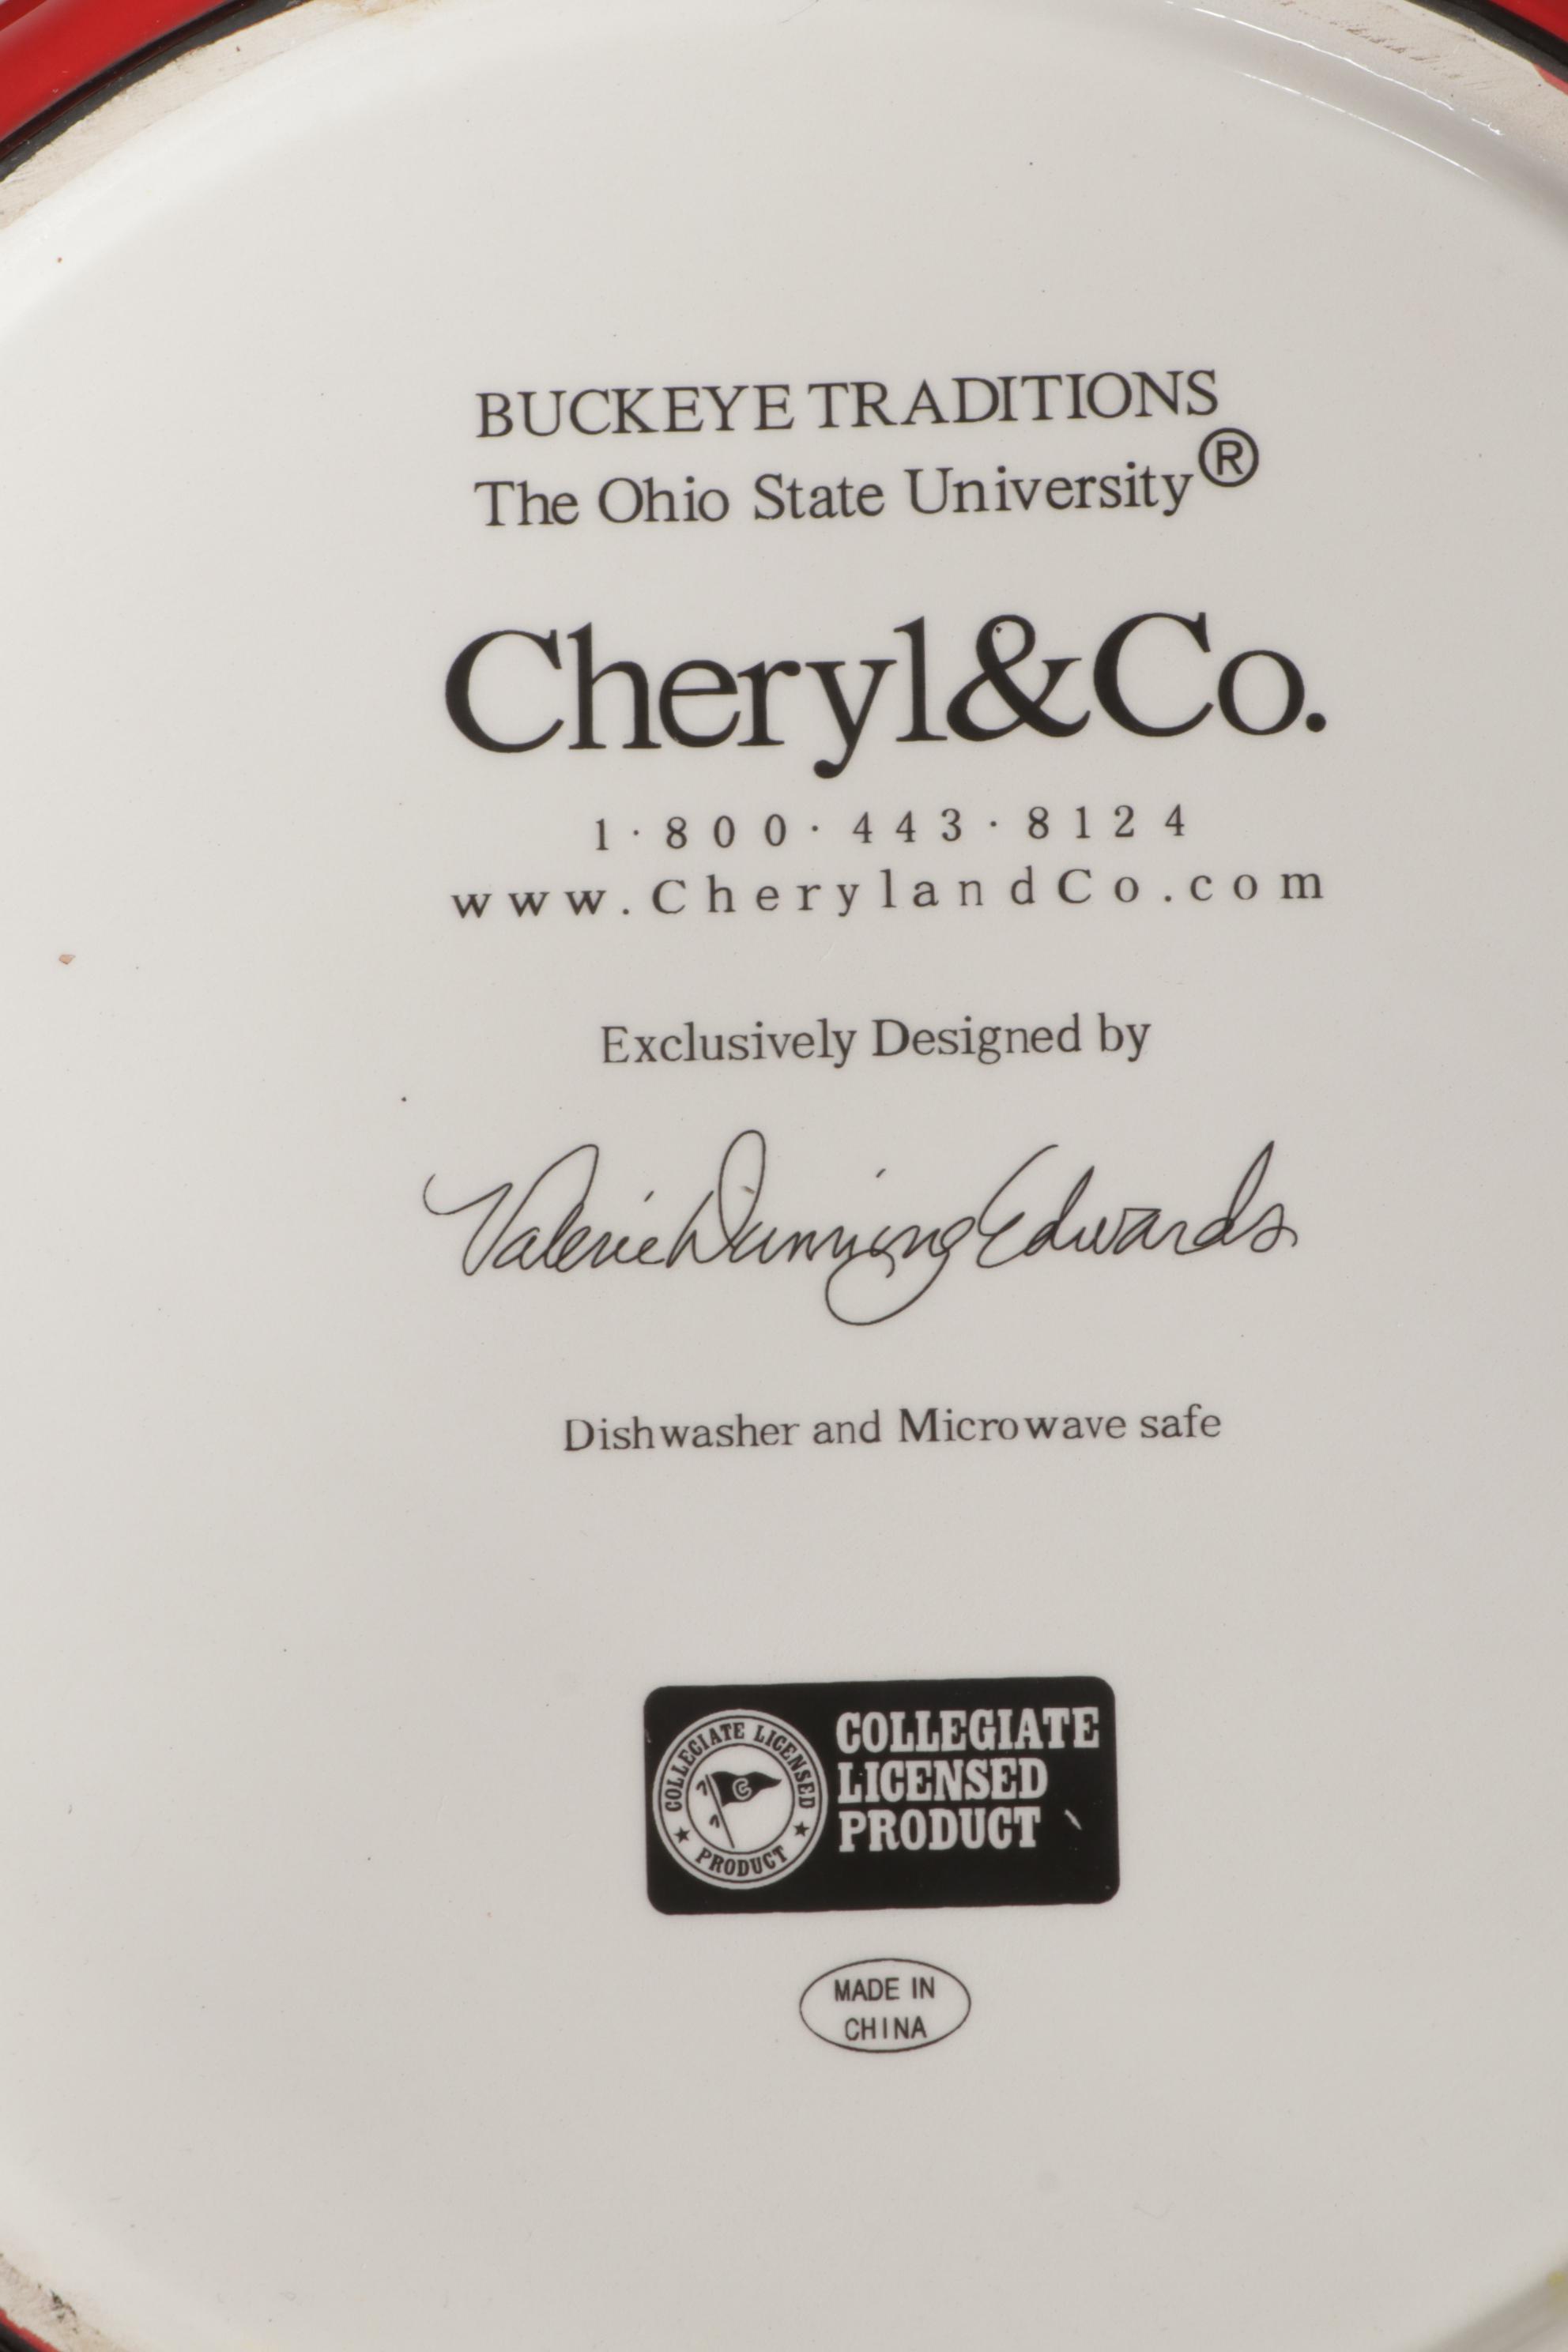 BUCKEYE TRADITIONS
The Ohio State University®
Cheryl&Co.
1·800·443·8124
www.CherylandCo.com
Exclusively Designed by
Valerie Dunning Edwards
Dishwasher and Microwave safe
COLLEGIATE LICENSED
PRODUCT
C
COLLEGIATE
LICENSED
PRODUCT
MADE IN
CHINA